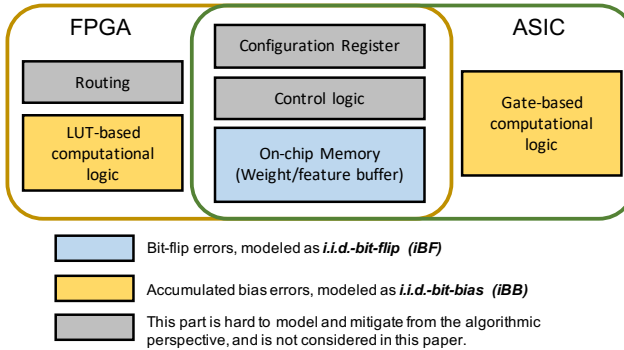 FPGA
ASIC
Routing
LUT-based
computational
logic
Configuration Register
Control logic
On-chip Memory
(Weight/feature buffer)
Gate-based
computational
logic
Bit-flip errors, modeled as i.i.d.-bit-flip (iBF)
Accumulated bias errors, modeled as i.i.d-bit-bias (iBB)
This part is hard to model and mitigate from the algorithmic
perspective, and is not considered in this paper.